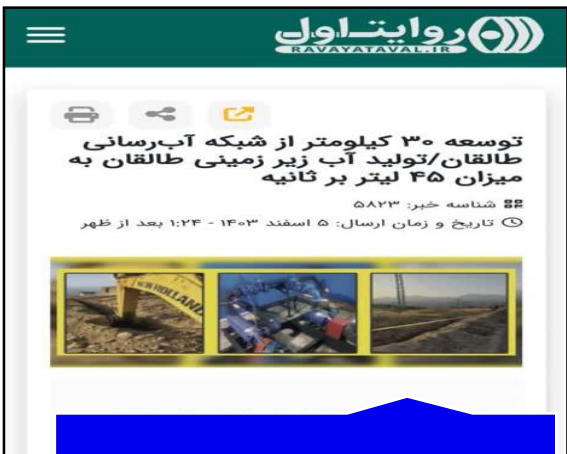 روایت‌اول
RAVAYATAVAL.IR
توسعه ۳۰ کیلومتر از شبکه آب‌رسانی
طالقان/تولید آب زیر زمینی طالقان به
میزان ۴۵ لیتر بر ثانیه
شناسه خبر: ۵۸۲۳
تاریخ و زمان ارسال: ۵ اسفند ۱۴۰۳ - ۱:۲۴ بعد از ظهر
NEW HOLLAND